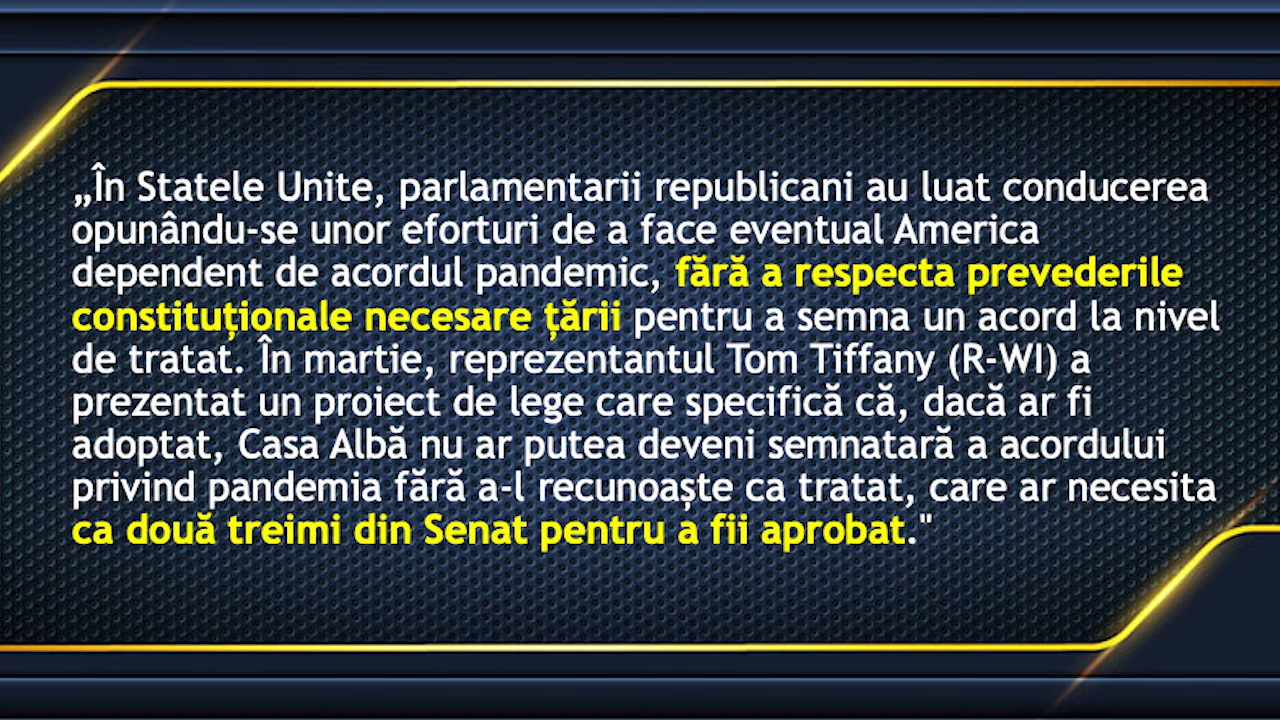 „În Statele Unite, parlamentarii republicani au luat conducerea
opunându-se unor eforturi de a face eventual America
dependent de acordul pandemic, fără a respecta prevederile
constituționale necesare țării pentru a semna un acord la nivel
de tratat. În martie, reprezentantul Tom Tiffany (R-WI) a
prezentat un proiect de lege care specifică că, dacă ar fi
adoptat, Casa Albă nu ar putea deveni semnatară a acordului
privind pandemia fără a-l recunoaște ca tratat, care ar necesita
ca două treimi din Senat pentru a fii aprobat."